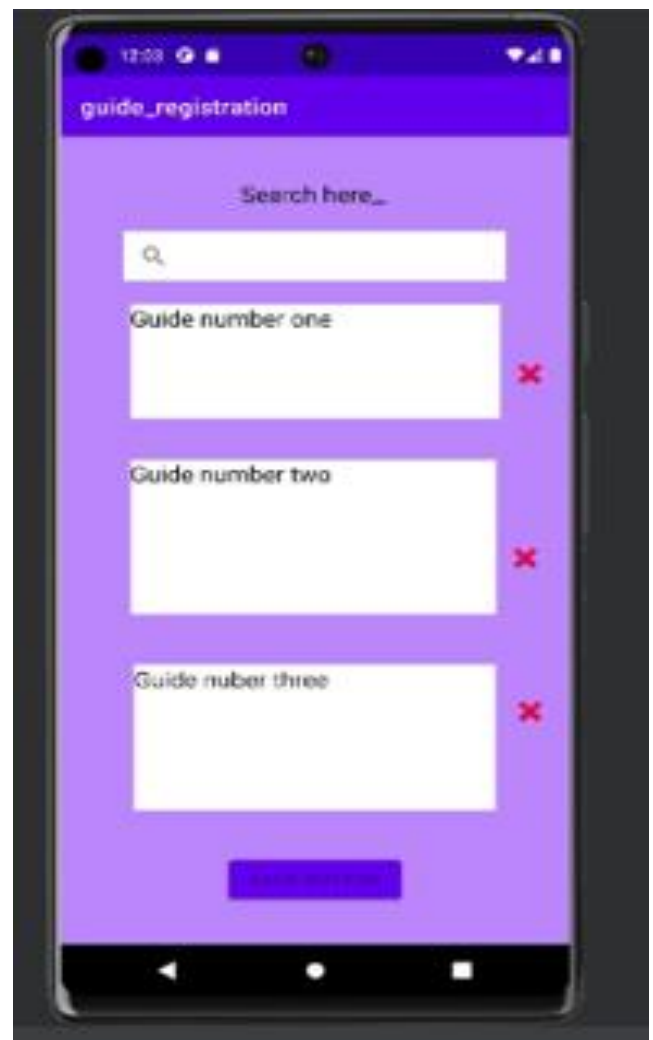 12:03
guide_registration
Search here_
Guide number one
Guide number two
Guide nuber three